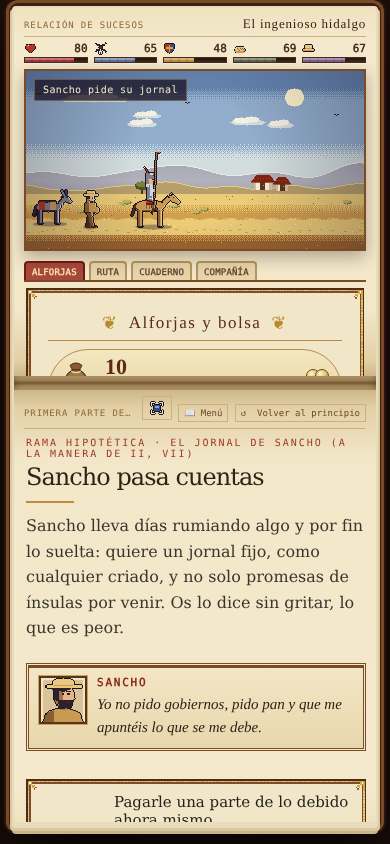 RELACIÓN DE SUCESOS
El ingenioso hidalgo
80 65 48 69 67
Sancho pide su jornal
ALFORJAS RUTA CUADERNO COMPAÑÍA
Alforjas y bolsa
10
PRIMERA PARTE DE…
Menú
Volver al principio
RAMA HIPOTÉTICA · EL JORNAL DE SANCHO (A
LA MANERA DE II, VII)
Sancho pasa cuentas
Sancho lleva días rumiando algo y por fin
lo suelta: quiere un jornal fijo, como
cualquier criado, y no solo promesas de
ínsulas por venir. Os lo dice sin gritar, lo
que es peor.
SANCHO
Yo no pido gobiernos, pido pan y que me
apuntéis lo que se me debe.
Pagarle una parte de lo debido
ahora mismo